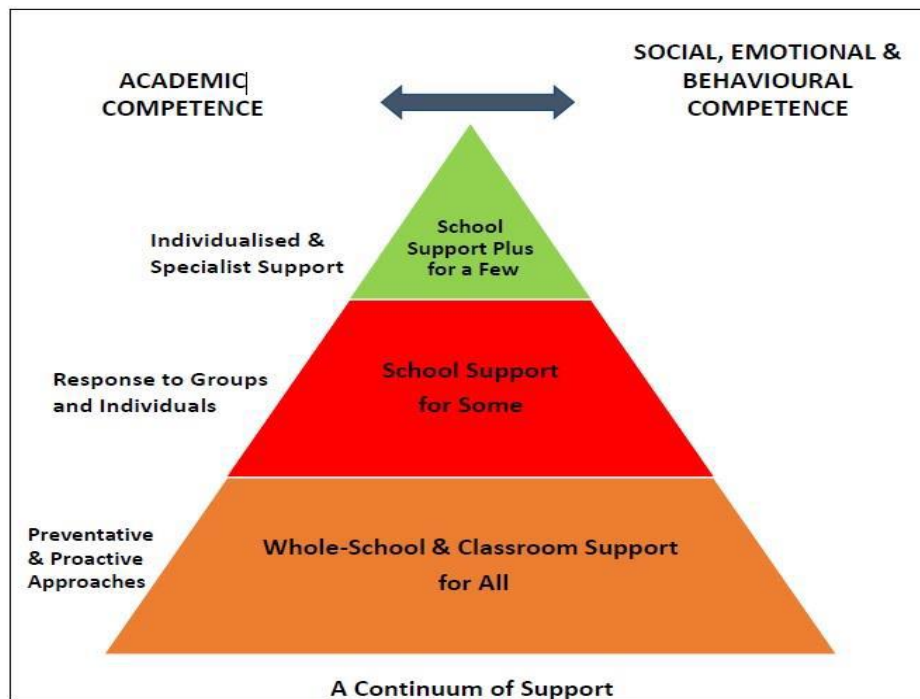 ACADEMIC
COMPETENCE
SOCIAL, EMOTIONAL &
BEHAVIOURAL
COMPETENCE
Individualised &
Specialist Support
School
Support Plus
for a Few
Response to Groups
and Individuals
School Support
for Some
Preventative
& Proactive
Approaches
Whole-School & Classroom Support
for All
A Continuum of Support